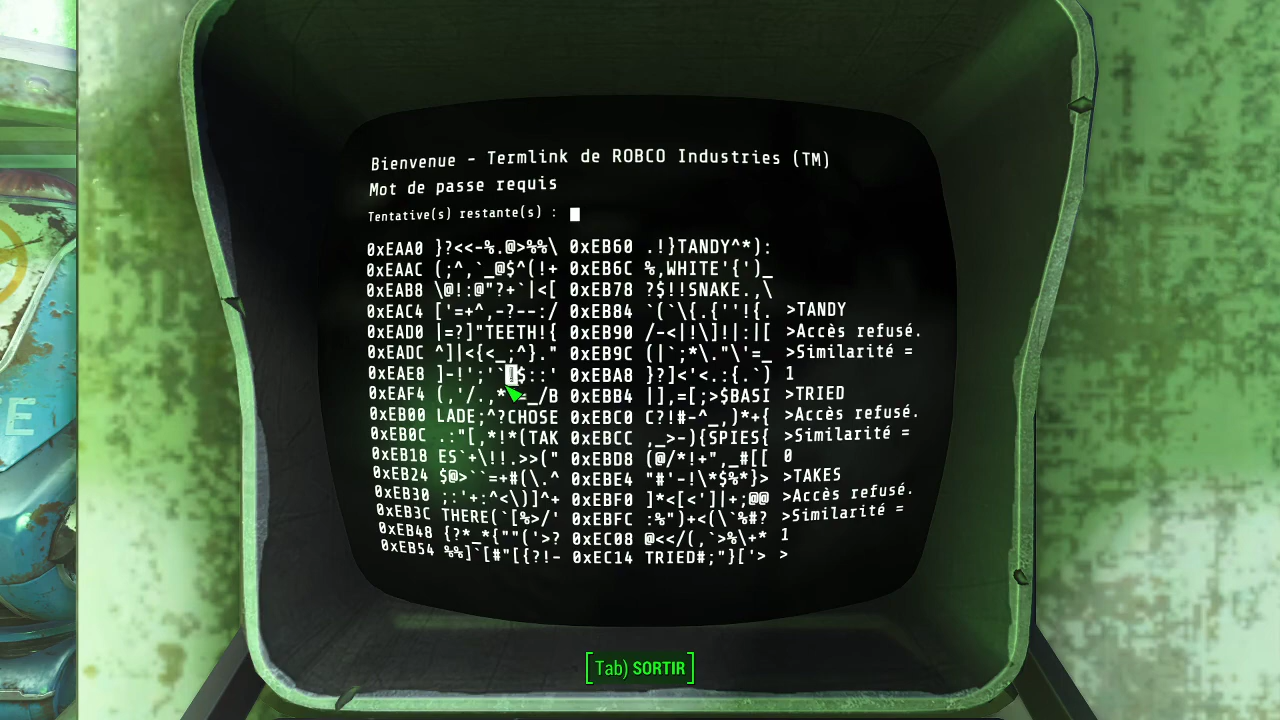 Bienvenue - Termlink de ROBCO Industries (TM)
Mot de passe requis
Tentative(s) restante(s) :
0xEAA0 }?<<-%.@>%%\ 0xEB60 .!}TANDY^*):
0xEAAC (;^,`_@$^(!+ 0xEB6C %,WHITE'{')_
0xEAB8 \@!:@"?+`|<[ 0xEB78 ?$!!SNAKE.,\
0xEAC4 ['=+^,-?--:/ 0xEB84 `(`\{.{''!{. >TANDY
0xEAD0 |=?]"TEETH!{ 0xEB90 /-<|!\]!|:|[ >Accès refusé.
0xEADC ^]|<{<_;^}." 0xEB9C (|`;*\."\'=_ >Similarité =
0xEAE8 ]-!';'`!$::' 0xEBA8 }?]<'<.:{.`) 1
0xEAF4 (,'/.,* =_/B 0xEBB4 |],=[;>$BASI >TRIED
0xEB00 LADE;^?CHOSE 0xEBC0 C?!#-^_,)*+{ >Accès refusé.
0xEB0C .:"[,*!*(TAK 0xEBCC ,_>-){SPIES{ >Similarité =
0xEB18 ES`+\!!.>>(" 0xEBD8 (@/*!+",_#[[ 0
0xEB24 $@>``=+#(\.^ 0xEBE4 "#'-!\*$%*}> >TAKES
0xEB30 ;:'+:^<\)]^+ 0xEBF0 ]*<[<']|+;@@ >Accès refusé.
0xEB3C THERE(`[%>/' 0xEBFC :%")+<(\`%#? >Similarité =
0xEB48 {?*_*{""('>? 0xEC08 @<</(,`>%\+* 1
0xEB54 %%]`[#"[{?!- 0xEC14 TRIED#;"}['> >
Tab) SORTIR